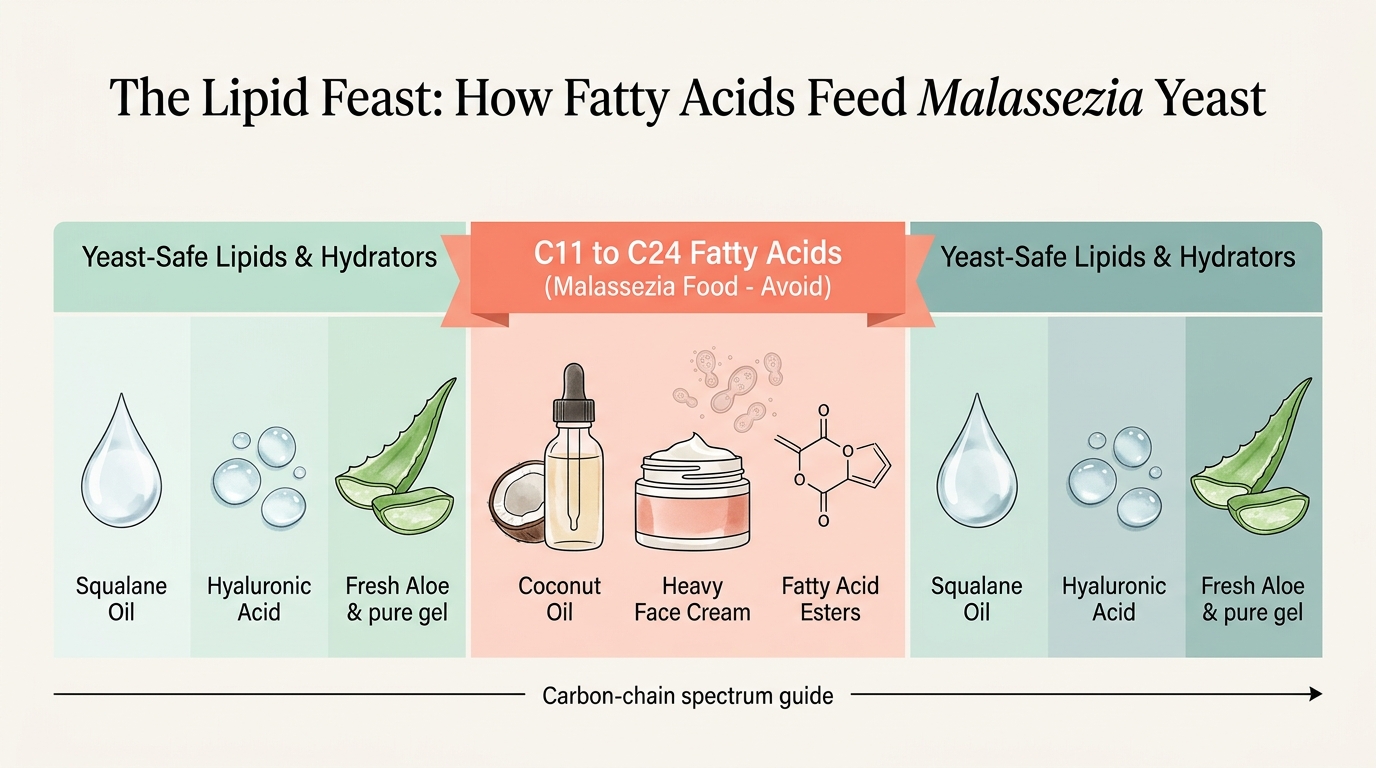 The Lipid Feast: How Fatty Acids Feed Malassezia Yeast
Yeast-Safe Lipids & Hydrators
C11 to C24 Fatty Acids
(Malassezia Food - Avoid)
Yeast-Safe Lipids & Hydrators
Squalane
Oil
Hyaluronic
Acid
Fresh Aloe
& pure gel
Coconut
Oil
Heavy
Face Cream
O
O
O
O
Fatty Acid
Esters
Squalane
Oil
Hyaluronic
Acid
Fresh Aloe
& pure gel
Carbon-chain spectrum guide